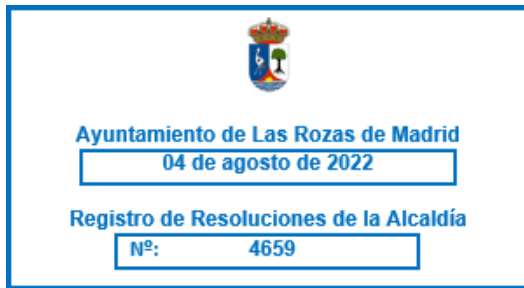 Ayuntamiento de Las Rozas de Madrid
04 de agosto de 2022
Registro de Resoluciones de la Alcaldía
Nº: 4659